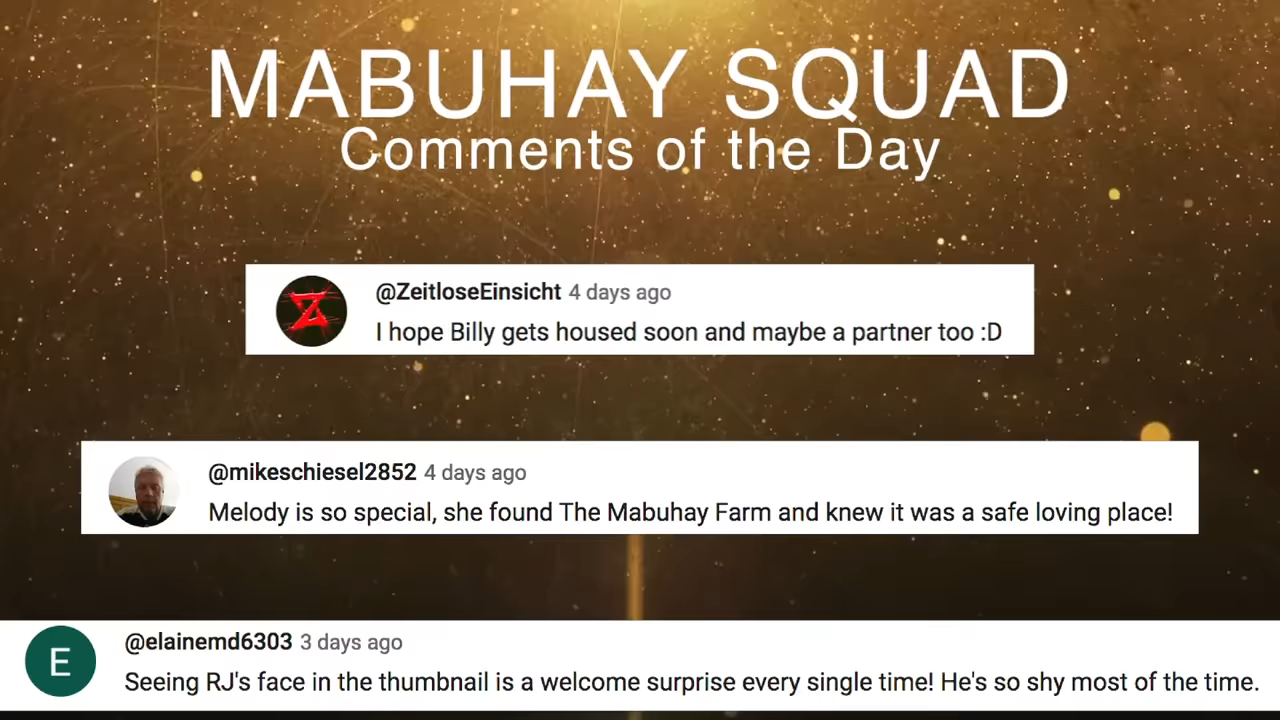 MABUHAY SQUAD
Comments of the Day
@ZeitloseEinsicht 4 days ago
I hope Billy gets housed soon and maybe a partner too :D
@mikeschiesel2852 4 days ago
Melody is so special, she found The Mabuhay Farm and knew it was a safe loving place!
E
@elainemd6303 3 days ago
Seeing RJ's face in the thumbnail is a welcome surprise every single time! He's so shy most of the time.